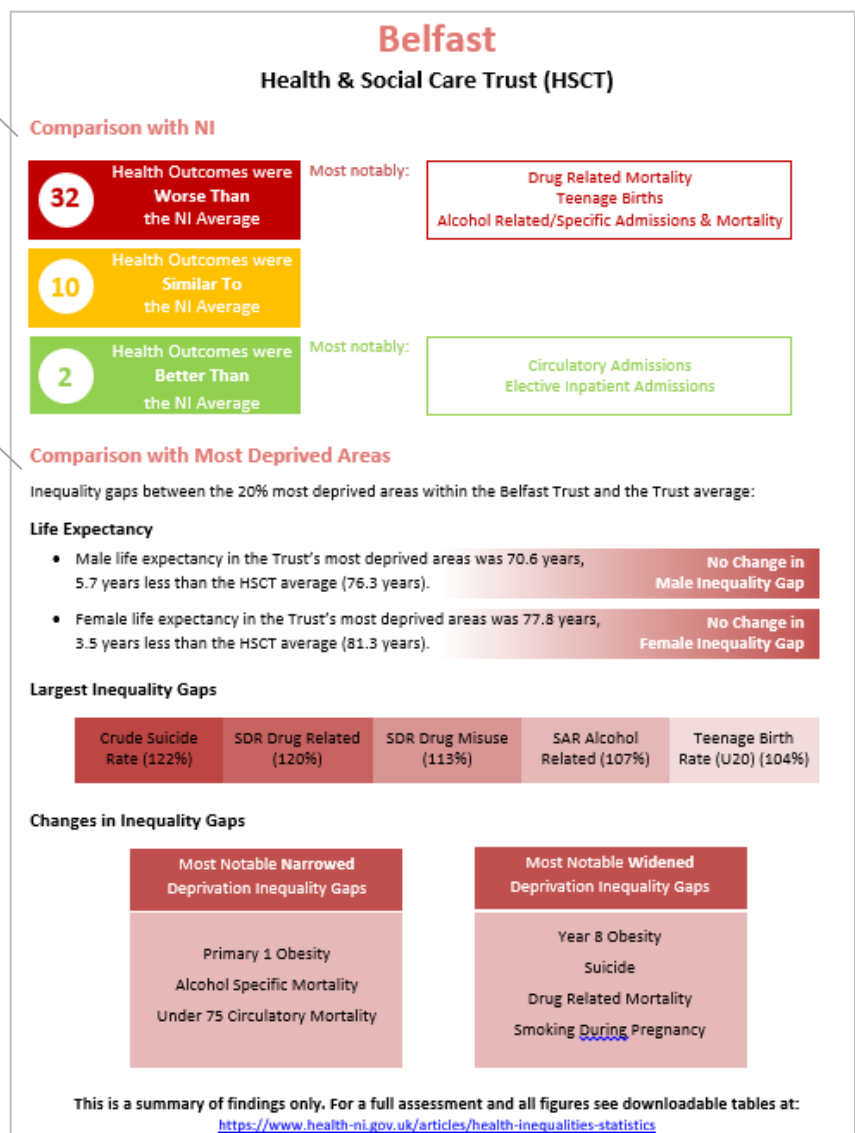 Belfast
Health & Social Care Trust (HSCT)
Comparison with NI
32
Health Outcomes were
Worse Than
the NI Average
Most notably:
Drug Related Mortality
Teenage Births
Alcohol Related/Specific Admissions & Mortality
10
Health Outcomes were
Similar To
the NI Average
2
Health Outcomes were
Better Than
the NI Average
Most notably:
Circulatory Admissions
Elective Inpatient Admissions
Comparison with Most Deprived Areas
Inequality gaps between the 20% most deprived areas within the Belfast Trust and the Trust average:
Life Expectancy
• Male life expectancy in the Trust's most deprived areas was 70.6 years,
5.7 years less than the HSCT average (76.3 years).
No Change in
Male Inequality Gap
• Female life expectancy in the Trust's most deprived areas was 77.8 years,
3.5 years less than the HSCT average (81.3 years).
No Change in
Female Inequality Gap
Largest Inequality Gaps
Crude Suicide
Rate (122%)
SDR Drug Related
(120%)
SDR Drug Misuse
(113%)
SAR Alcohol
Related (107%)
Teenage Birth
Rate (U20) (104%)
Changes in Inequality Gaps
Most Notable Narrowed
Deprivation Inequality Gaps
Primary 1 Obesity
Alcohol Specific Mortality
Under 75 Circulatory Mortality
Most Notable Widened
Deprivation Inequality Gaps
Year 8 Obesity
Suicide
Drug Related Mortality
Smoking During Pregnancy
This is a summary of findings only. For a full assessment and all figures see downloadable tables at:
https://www.health-ni.gov.uk/articles/health-inequalities-statistics